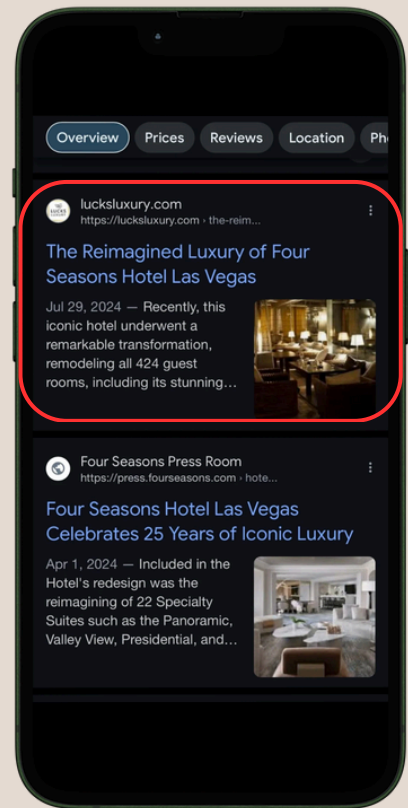 Overview Prices Reviews Location Ph
lucksluxury.com
https://lucksluxury.com › the-reim...
The Reimagined Luxury of Four
Seasons Hotel Las Vegas
Jul 29, 2024 — Recently, this
iconic hotel underwent a
remarkable transformation,
remodeling all 424 guest
rooms, including its stunning...
Four Seasons Press Room
https://press.fourseasons.com › hote...
Four Seasons Hotel Las Vegas
Celebrates 25 Years of Iconic Luxury
Apr 1, 2024 — Included in the
Hotel's redesign was the
reimagining of 22 Specialty
Suites such as the Panoramic,
Valley View, Presidential, and...